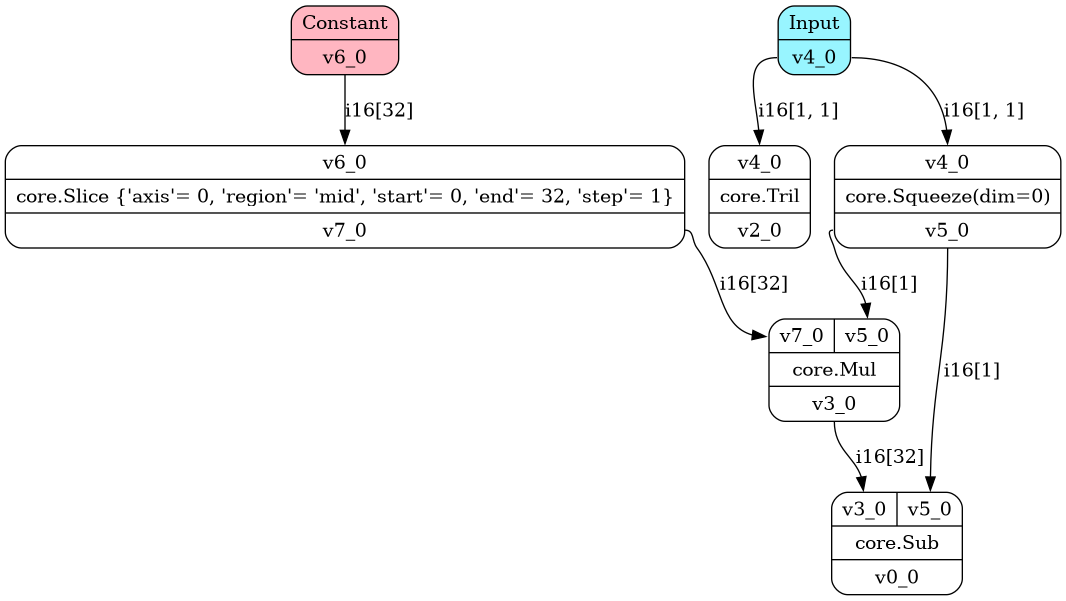 Constant
v6_0
Input
v4_0
i16[32]
i16[1, 1]
i16[1, 1]
v6_0
core.Slice {'axis'= 0, 'region'= 'mid', 'start'= 0, 'end'= 32, 'step'= 1}
v7_0
v4_0
core.Tril
v2_0
v4_0
core.Squeeze(dim=0)
v5_0
i16[32]
i16[1]
v7_0 v5_0
core.Mul
v3_0
i16[1]
i16[32]
v3_0 v5_0
core.Sub
v0_0